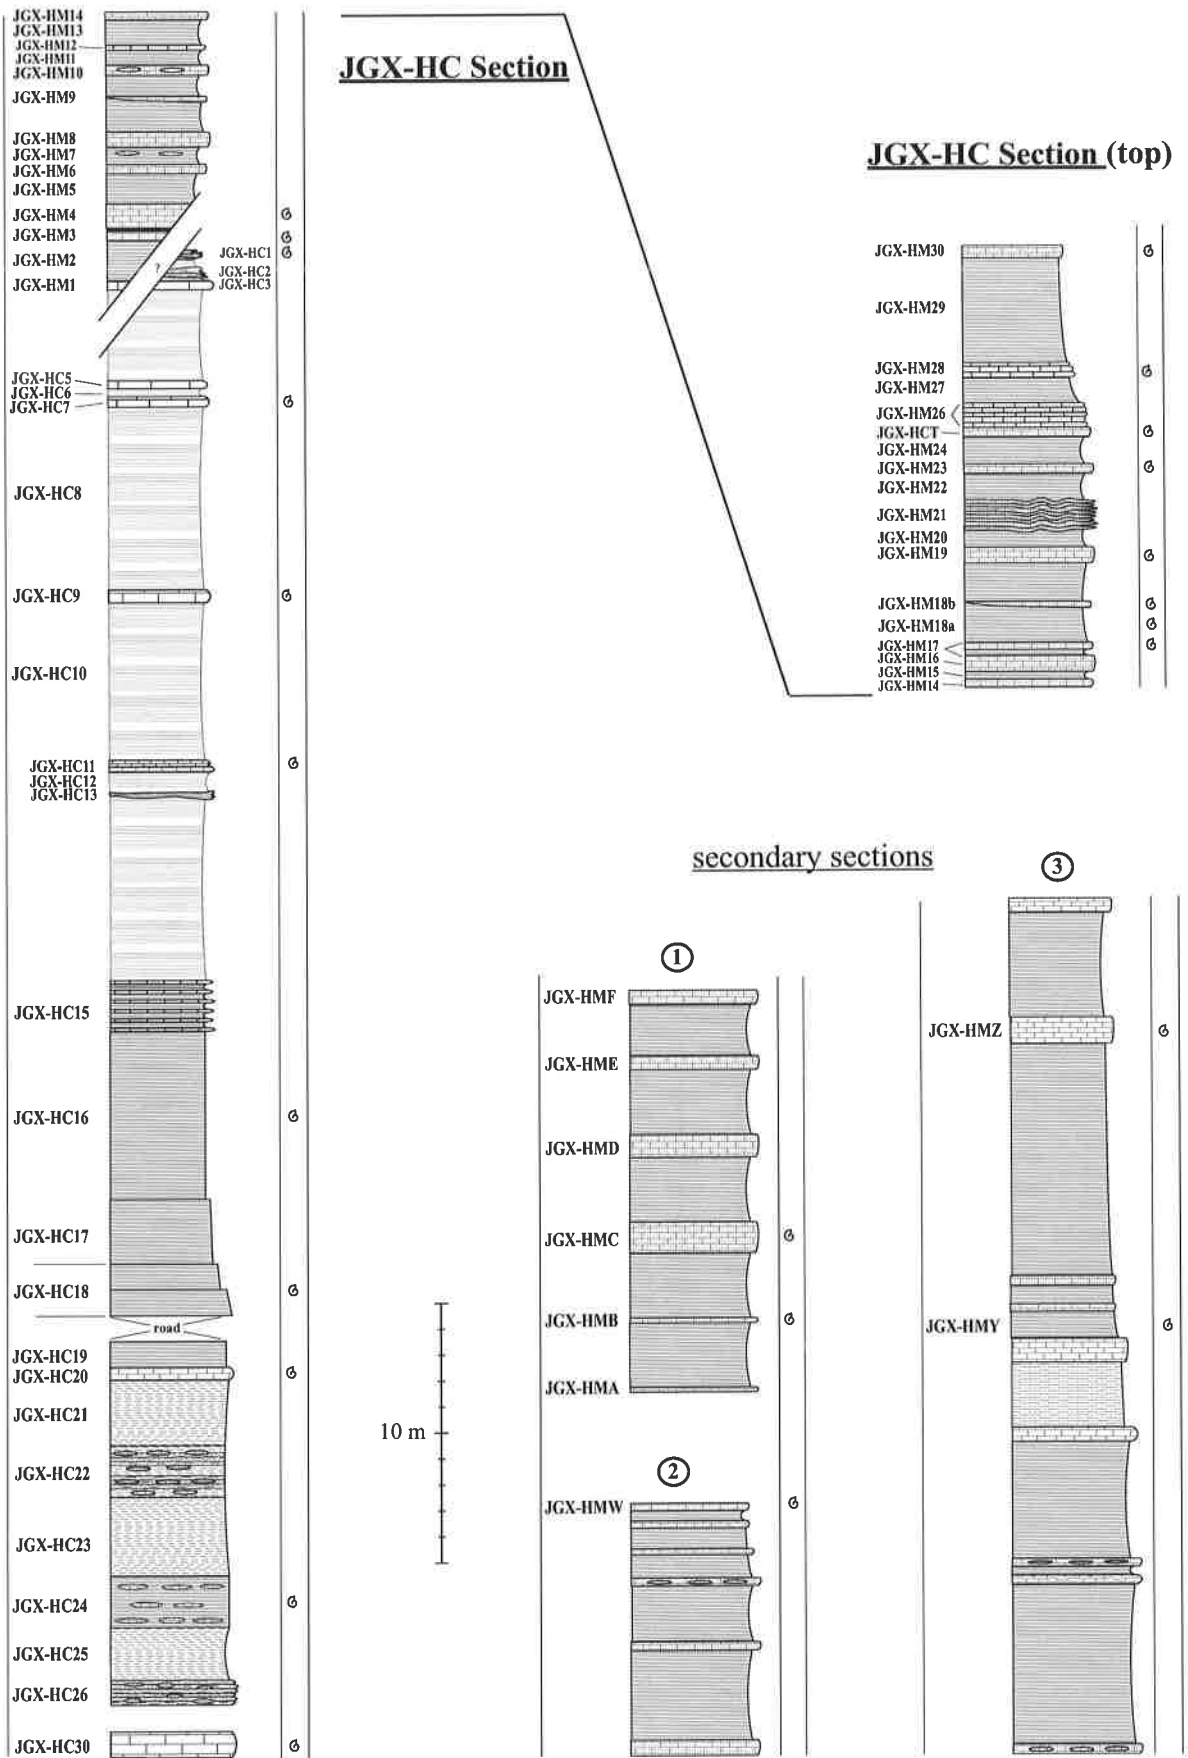 JGX-HM14
JGX-HM13
JGX-HM12
JGX-HM11
JGX-HM10
JGX-HM9
JGX-HM8
JGX-HM7
JGX-HM6
JGX-HM5
JGX-HM4
JGX-HM3
JGX-HM2
JGX-HM1
?
JGX-HC1
JGX-HC2
JGX-HC3
JGX-HC5
JGX-HC6
JGX-HC7
JGX-HC8
JGX-HC9
JGX-HC10
JGX-HC11
JGX-HC12
JGX-HC13
JGX-HC15
JGX-HC16
JGX-HC17
JGX-HC18
road
JGX-HC19
JGX-HC20
JGX-HC21
JGX-HC22
JGX-HC23
JGX-HC24
JGX-HC25
JGX-HC26
JGX-HC30
JGX-HC Section
JGX-HC Section (top)
JGX-HM30
JGX-HM29
JGX-HM28
JGX-HM27
JGX-HM26
JGX-HCT
JGX-HM24
JGX-HM23
JGX-HM22
JGX-HM21
JGX-HM20
JGX-HM19
JGX-HM18b
JGX-HM18a
JGX-HM17
JGX-HM16
JGX-HM15
JGX-HM14
secondary sections
1
JGX-HMF
JGX-HME
JGX-HMD
JGX-HMC
JGX-HMB
JGX-HMA
10 m
2
JGX-HMW
3
JGX-HMZ
JGX-HMY